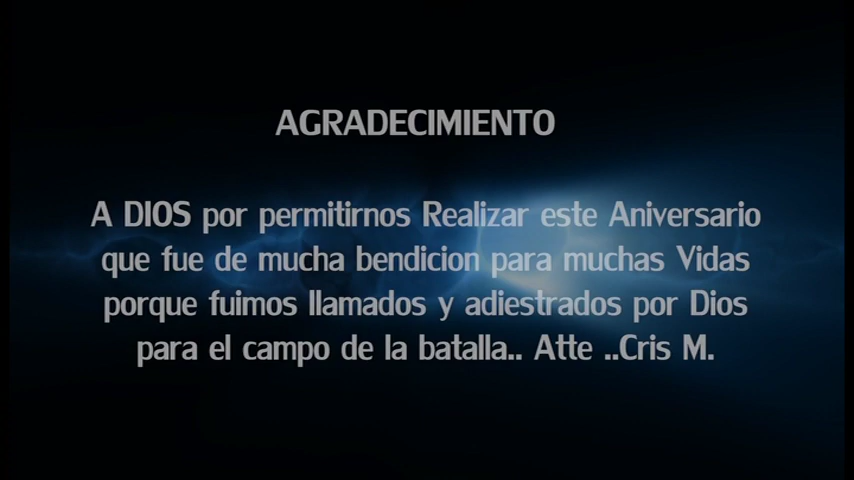 AGRADECIMIENTO
A DIOS por permitirnos Realizar este Aniversario
que fue de mucha bendicion para muchas Vidas
porque fuimos llamados y adiestrados por Dios
para el campo de la batalla.. Atte ..Cris M.